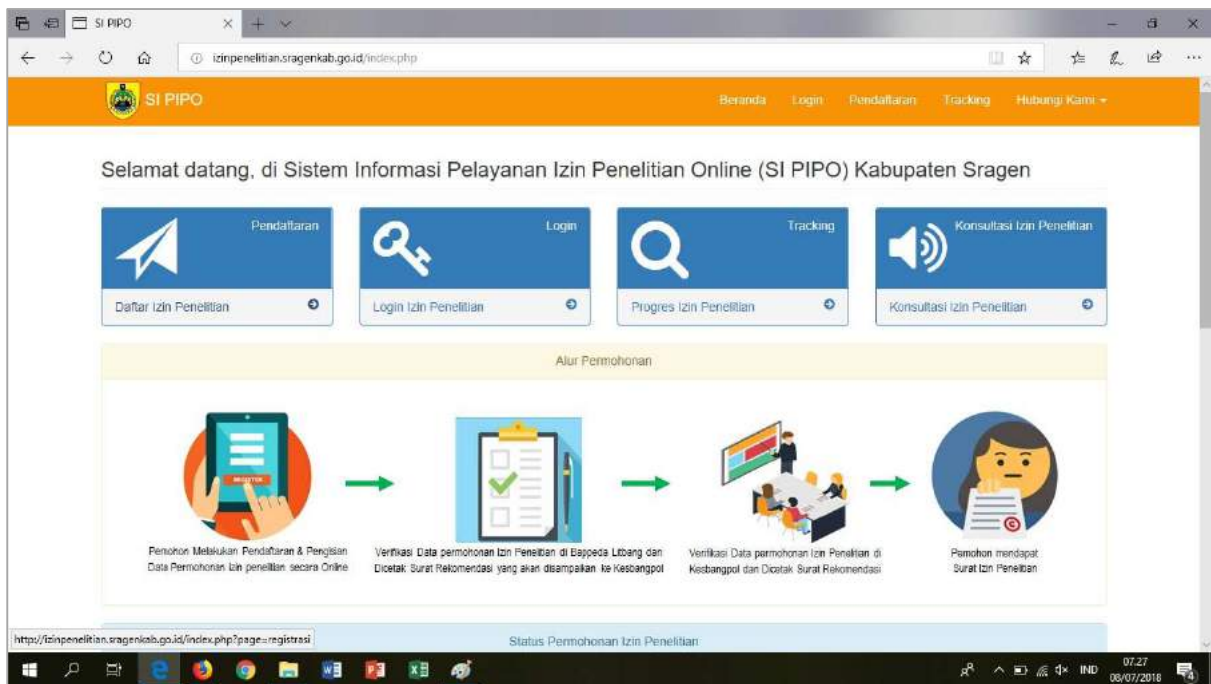 SI PIPO
izinpenelitian.sragenkab.go.id/index.php
SI PIPO
Beranda Login Pendaftaran Tracking Hubungi Kami
Selamat datang, di Sistem Informasi Pelayanan Izin Penelitian Online (SI PIPO) Kabupaten Sragen
Pendaftaran
Daftar Izin Penelitian
Login
Login Izin Penelitian
Tracking
Progres Izin Penelitian
Konsultasi Izin Penelitian
Konsultasi Izin Penelitian
Alur Permohonan
REGISTER
Pemohon Melakukan Pendaftaran & Pengisian
Data Permohonan Izin penelitian secara Online
Verifikasi Data permohonan Izin Penelitian di Bappeda Litbang dan
Dicetak Surat Rekomendasi yang akan disampaikan ke Kesbangpol
Verifikasi Data permohonan Izin Penelitian di
Kesbangpol dan Dicetak Surat Rekomendasi
Pemohon mendapat
Surat Izin Penelitian
Status Permohonan Izin Penelitian
http://izinpenelitian.sragenkab.go.id/index.php?page=registrasi
IND
07.27
08/07/2018